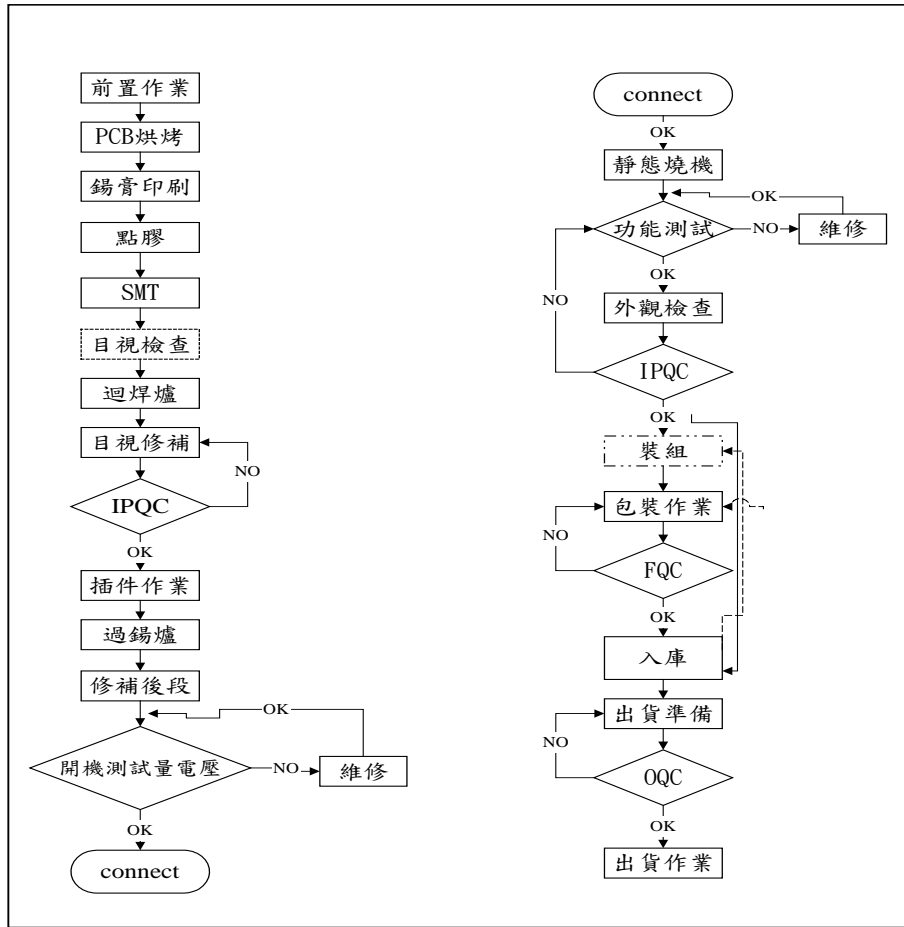 前置作業
PCB烘烤
錫膏印刷
點膠
SMT
目視檢查
迴焊爐
目視修補
NO
IPQC
OK
插件作業
過錫爐
修補後段
OK
開機測試量電壓
NO
維修
OK
connect
connect
OK
靜態燒機
OK
功能測試
NO
維修
OK
NO
外觀檢查
IPQC
OK
裝組
包裝作業
NO
FQC
OK
入庫
出貨準備
NO
OQC
OK
出貨作業